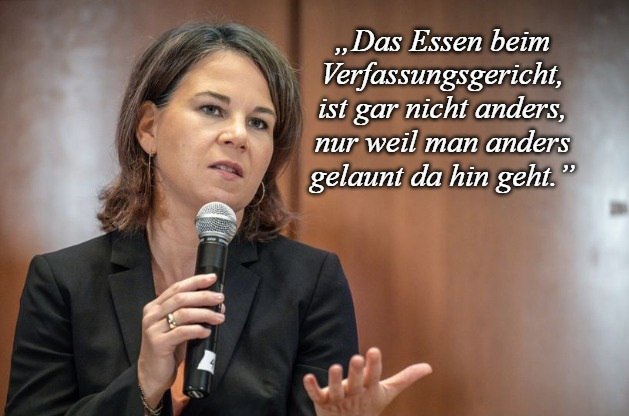 „Das Essen beim
Verfassungsgericht,
ist gar nicht anders,
nur weil man anders
gelaunt da hin geht.”